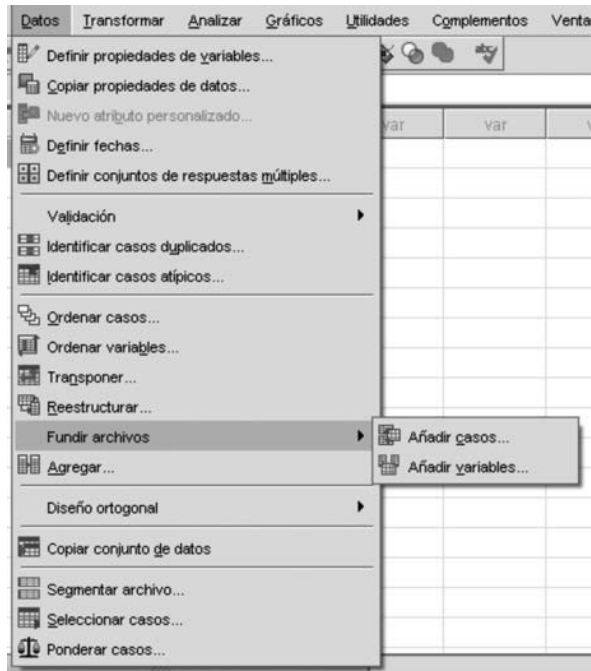 Datos Transformar Analizar Gráficos Utilidades Complementos Venta
Definir propiedades de variables...
Copiar propiedades de datos...
Nuevo atributo personalizado...
var var
Definir fechas...
Definir conjuntos de respuestas múltiples...
Validación
Identificar casos duplicados...
Identificar casos atípicos...
Ordenar casos...
Ordenar variables...
Transponer...
Reestructurar...
Fundir archivos
Añadir casos...
Agregar...
Añadir variables...
Diseño ortogonal
Copiar conjunto de datos
Segmentar archivo...
Seleccionar casos...
Ponderar casos...